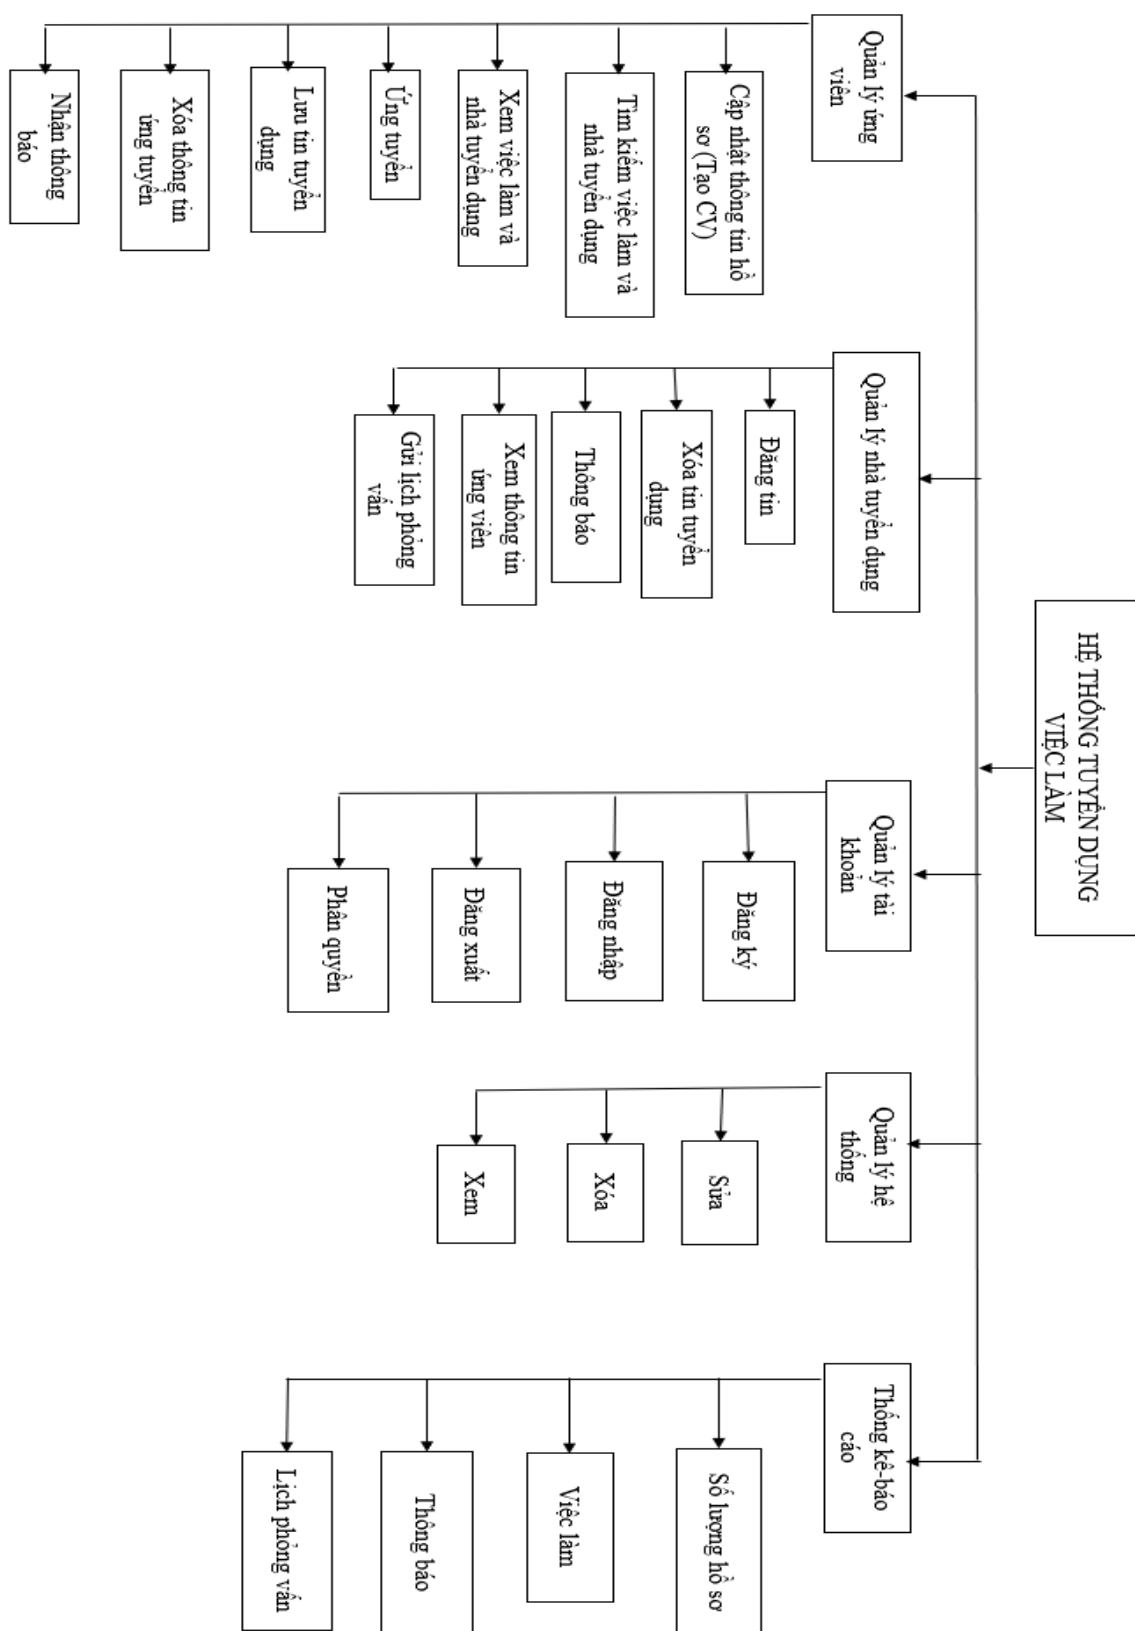 HỆ THỐNG TUYỂN DỤNG
VIỆC LÀM
Quản lý ứng
viên
Cập nhật thông tin hồ
sơ (Tạo CV)
Tìm kiếm việc làm và
nhà tuyển dụng
Xem việc làm và
nhà tuyển dụng
Ứng tuyển
Lưu tin tuyển
dụng
Xóa thông tin
ứng tuyển
Nhận thông
báo
Quản lý nhà tuyển dụng
Đăng tin
Xóa tin tuyển
dụng
Thông báo
Xem thông tin
ứng viên
Gửi lịch phỏng
vấn
Quản lý tài
khoản
Đăng ký
Đăng nhập
Đăng xuất
Phân quyền
Quản lý hệ
thống
Sửa
Xóa
Xem
Thống kê-báo
cáo
Số lượng hồ sơ
Việc làm
Thông báo
Lịch phỏng vấn